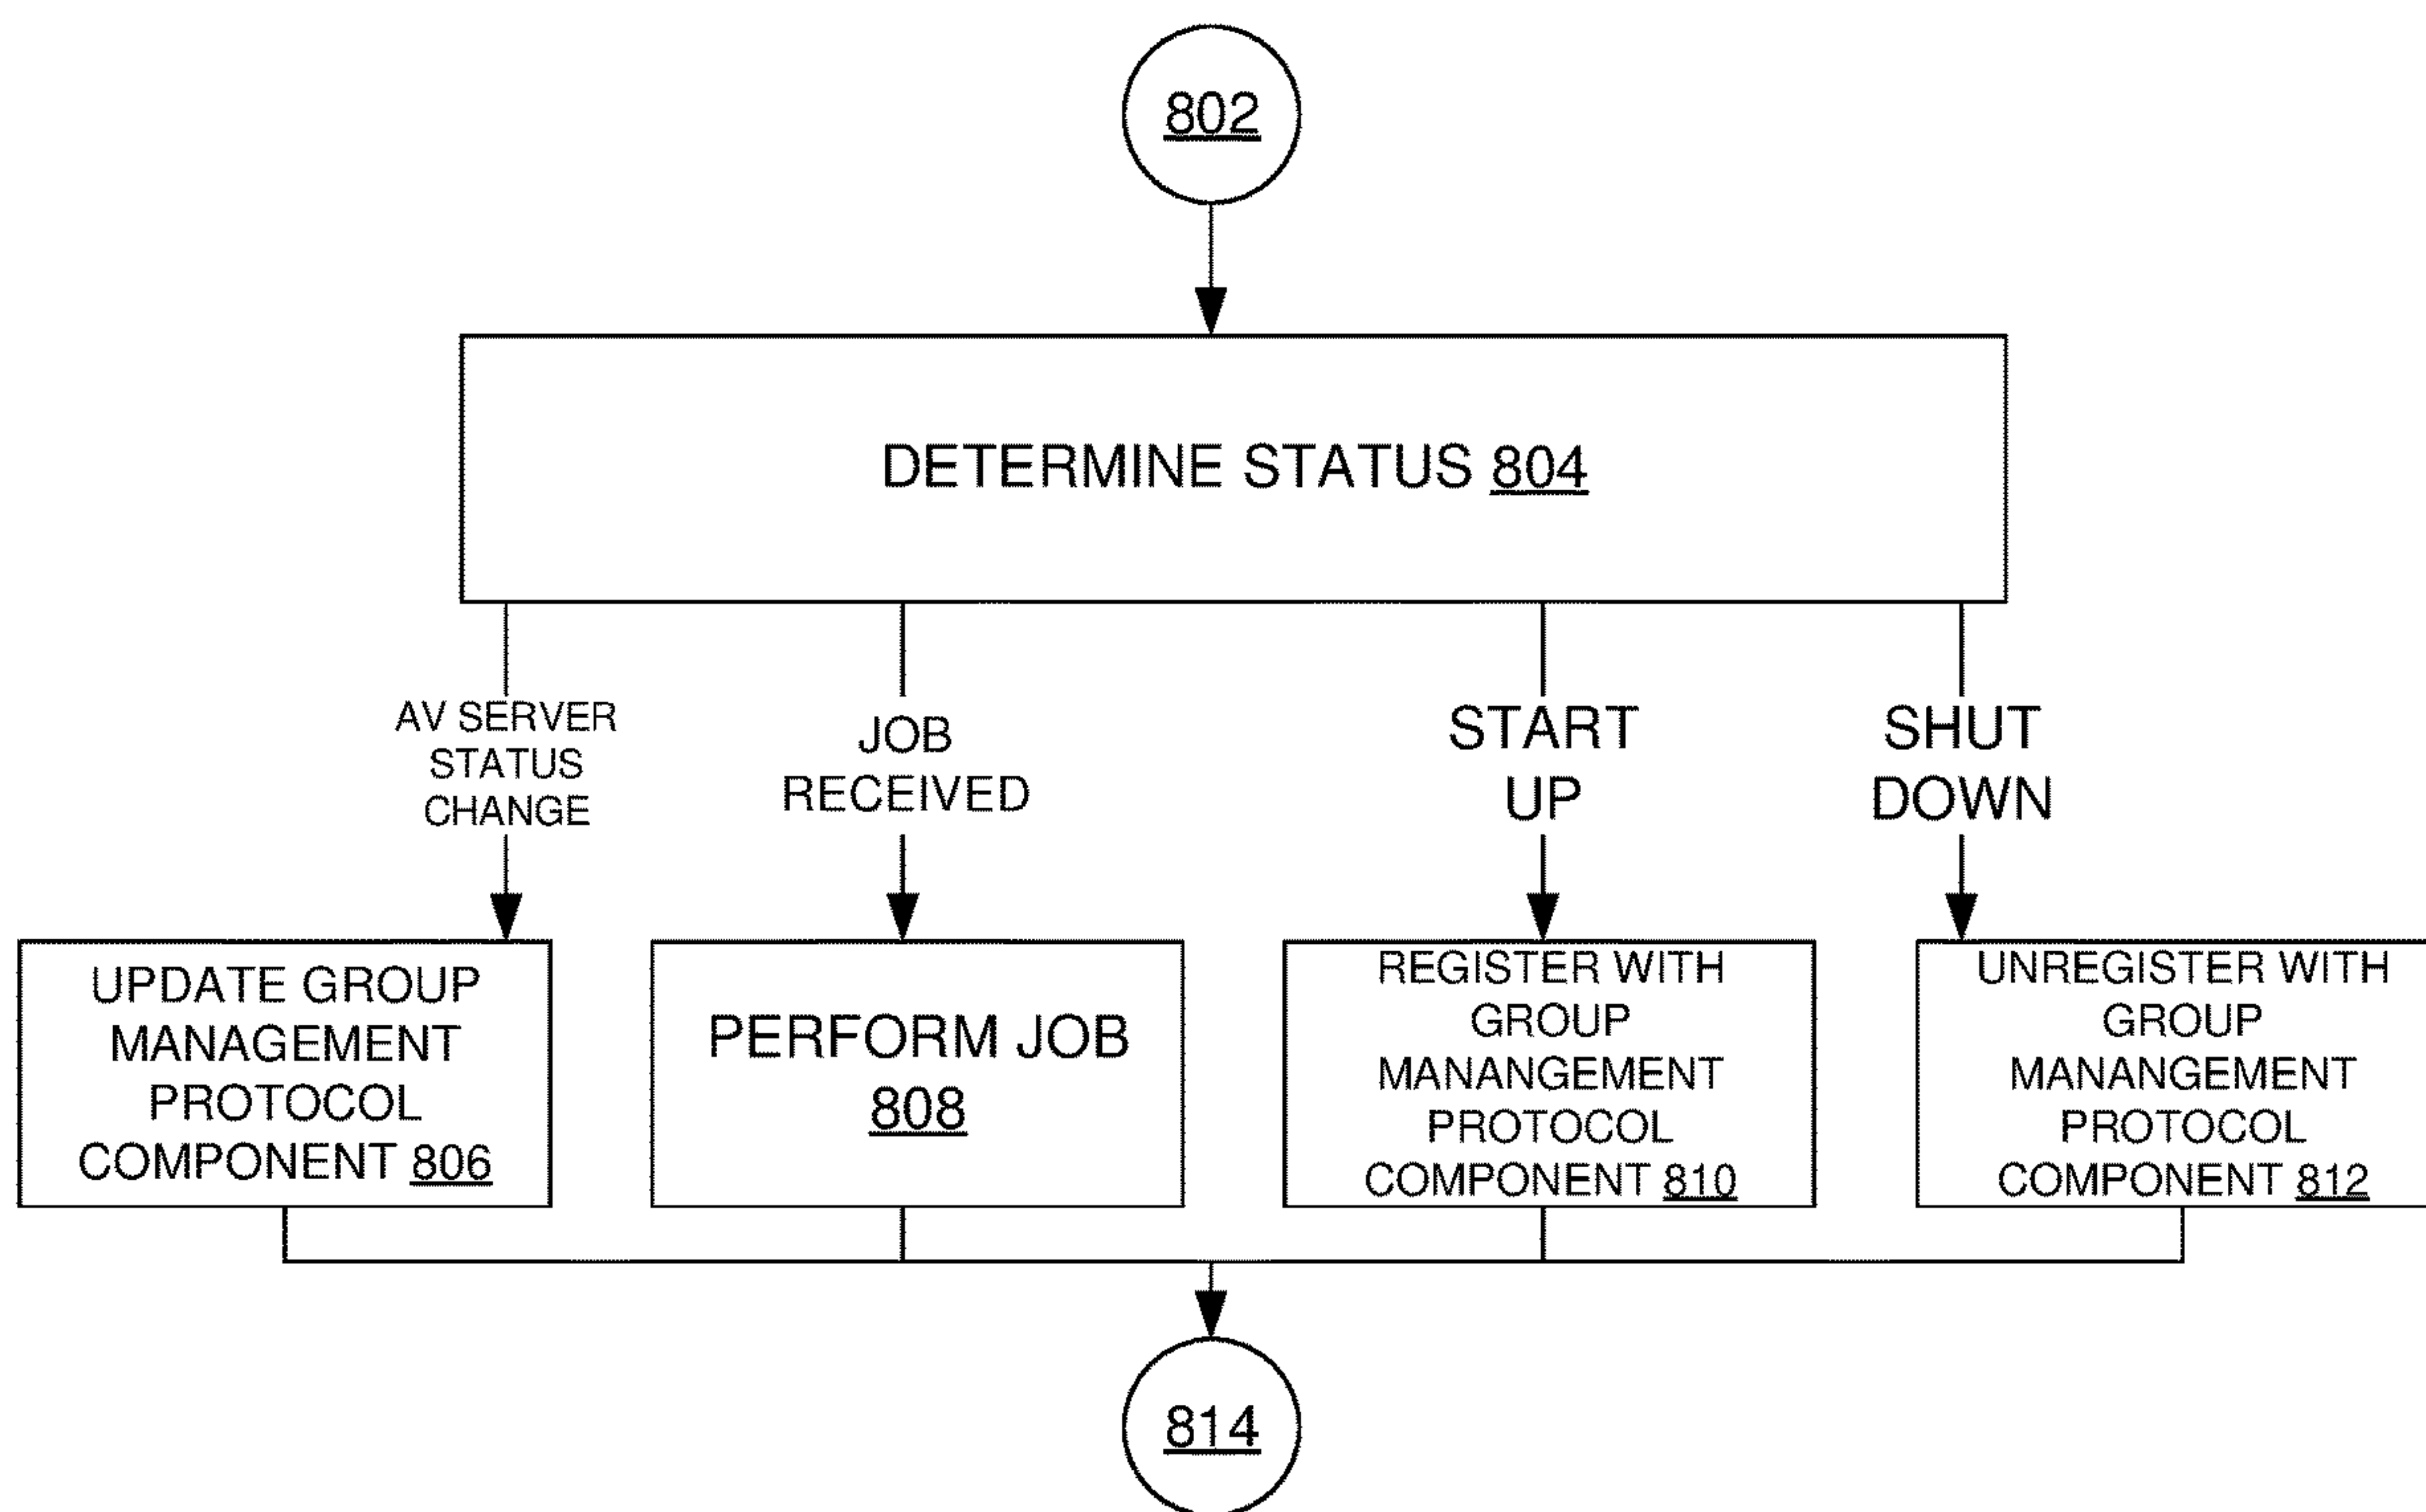 802
DETERMINE STATUS 804
AV SERVER
STATUS
CHANGE
JOB
RECEIVED
START
UP
SHUT
DOWN
UPDATE GROUP
MANAGEMENT
PROTOCOL
COMPONENT 806
PERFORM JOB
808
REGISTER WITH
GROUP
MANANGEMENT
PROTOCOL
COMPONENT 810
UNREGISTER WITH
GROUP
MANANGEMENT
PROTOCOL
COMPONENT 812
814